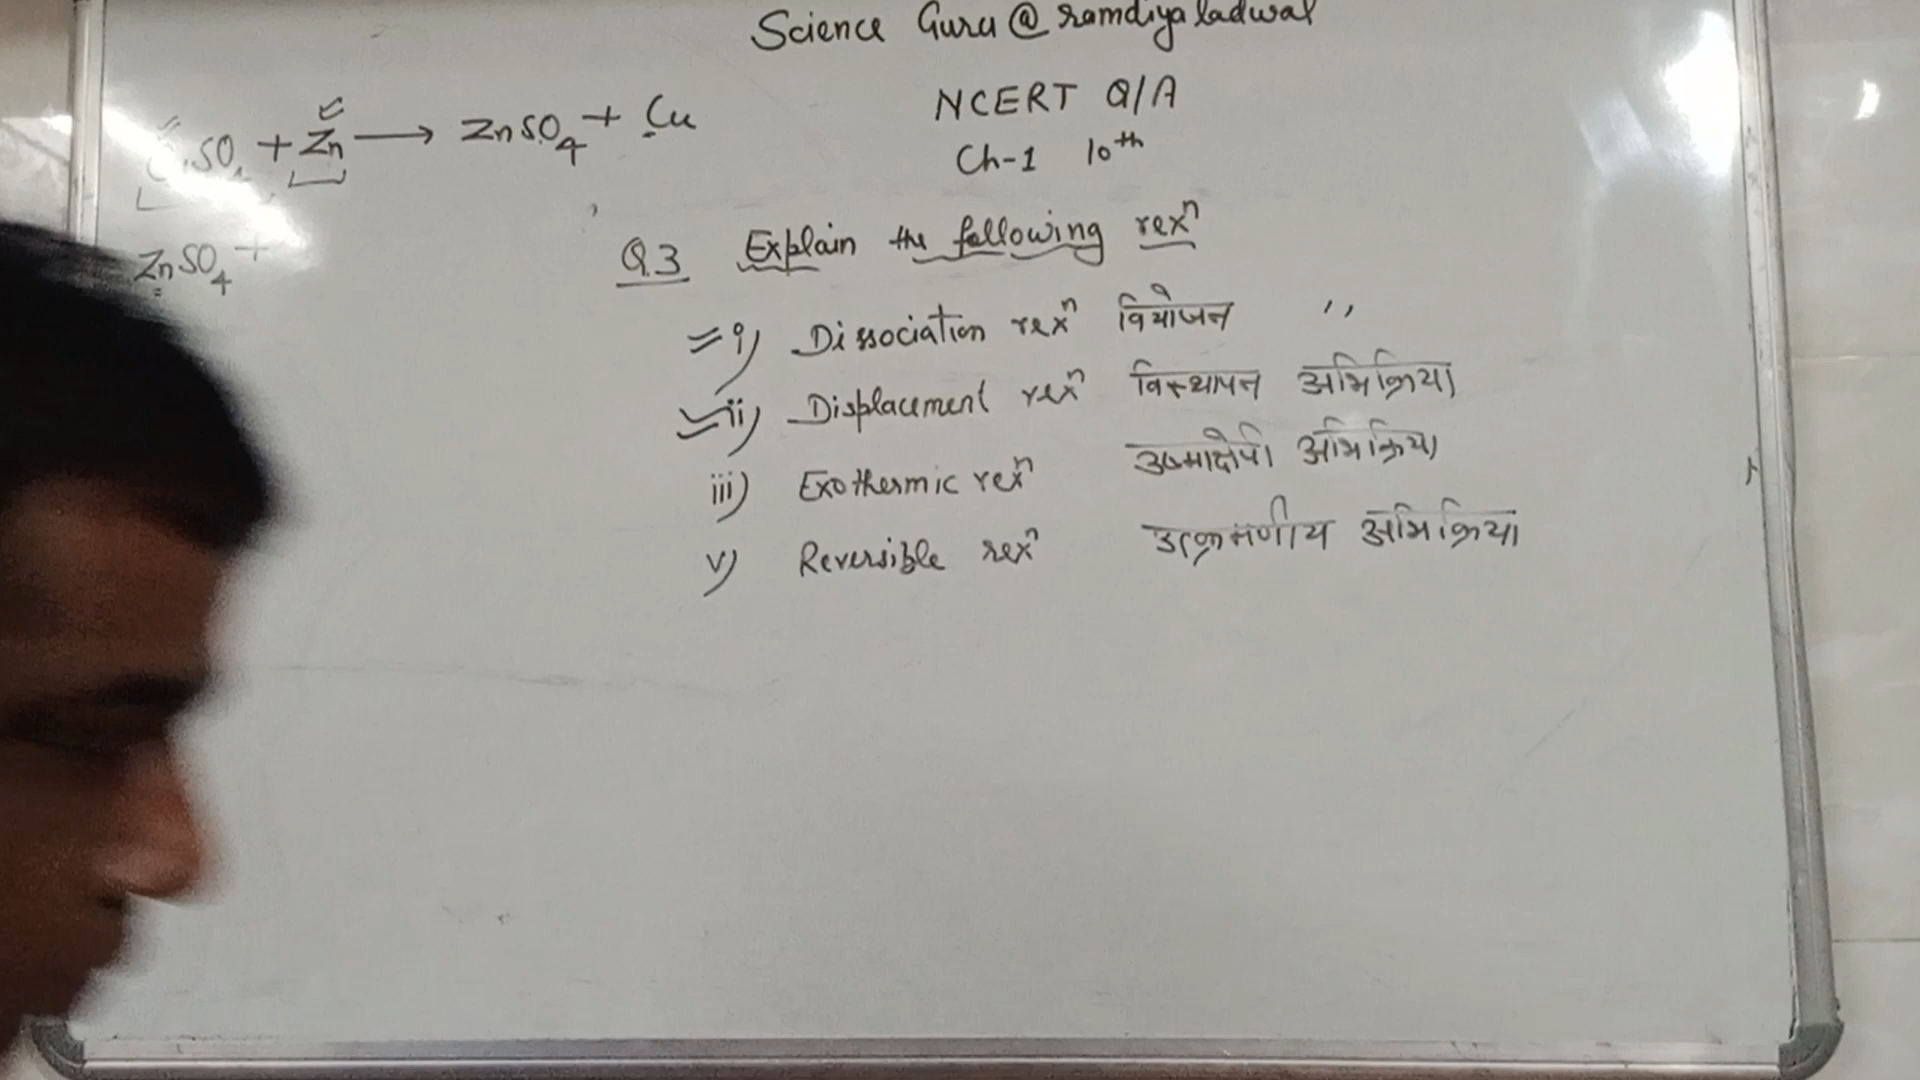 Science Guru @ ramdiya ladwal
NCERT Q/A
Ch-1 10th
SO + Zn → ZnSO4 + Cu
ZnSO4 +
Q.3 Explain the following rexn
i) Dissociation rexn वियोजन ,,
ii) Displacement rexn विस्थापन अभिक्रिया
iii) Exothermic rexn उष्माक्षेपी अभिक्रिया
v) Reversible rexn उत्क्रमणीय अभिक्रिया